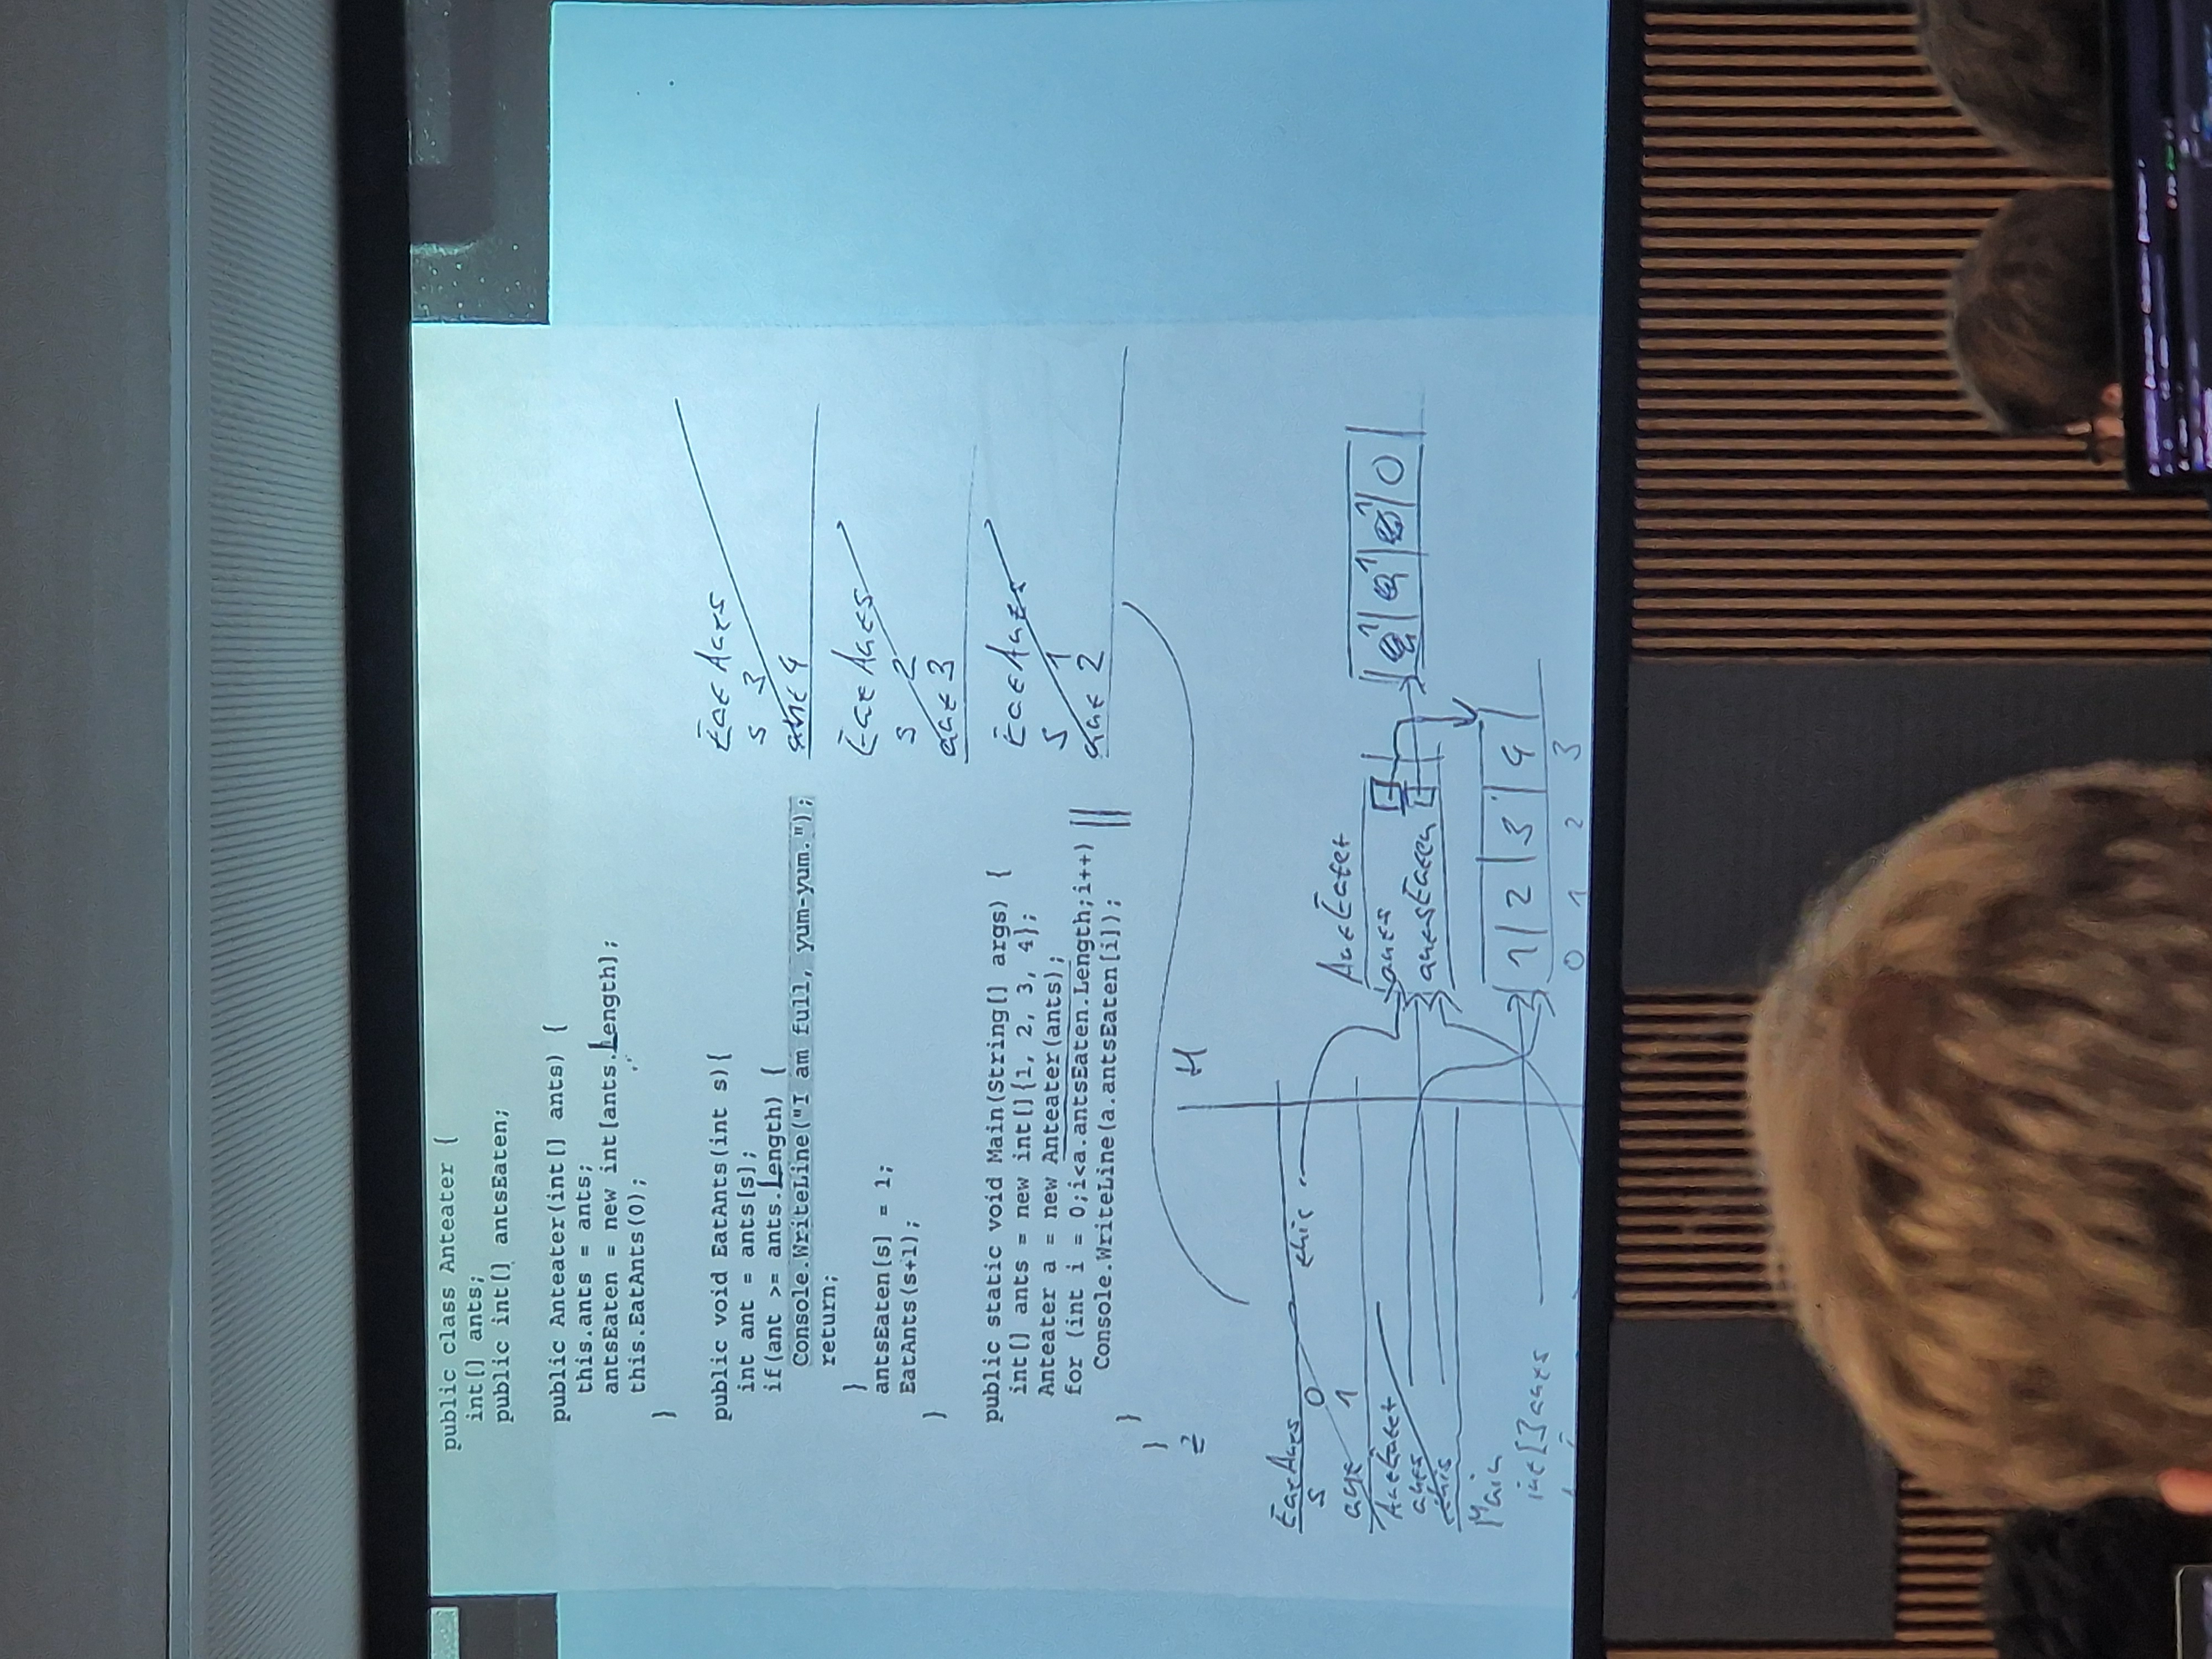 public class Anteater {
int[] ants;
public int[] antsEaten;
public Anteater(int[] ants) {
this.ants = ants;
antsEaten = new int[ants.Length];
this.EatAnts(0);
}
public void EatAnts(int s){
int ant = ants[s];
if(ant >= ants.Length) {
Console.WriteLine("I am full, yum-yum.");
return;
}
antsEaten[s] = 1;
EatAnts(s+1);
}
public static void Main(String[] args) {
int[] ants = new int[]{1, 2, 3, 4};
Anteater a = new Anteater(ants);
for (int i = 0;i<a.antsEaten.Length;i++)
Console.WriteLine(a.antsEaten[i]);
}
}
EatAnts
s 3
ant 4
EatAnts
s 2
ant 3
EatAnts
s 1
ant 2
H
EatAnts
s 0
this
ant 1
AntEater
ants
this
Main
int[] ants
AntEater
ants
antsEaten
1 1 1 0
1 2 3 4
0 1 2 3